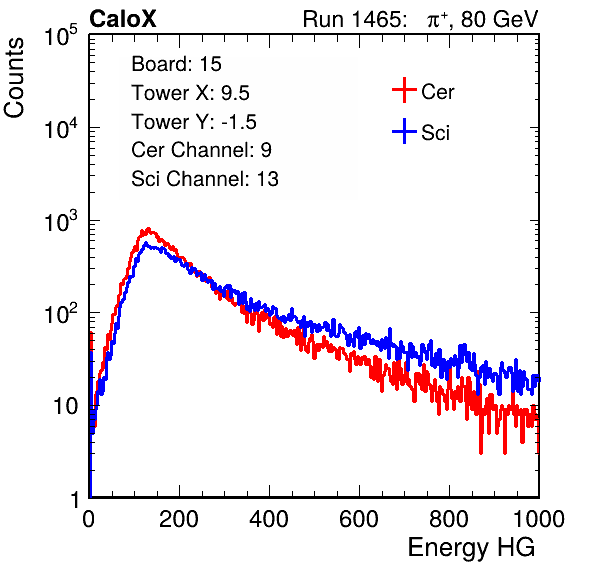 CaloX Run 1465: π⁺, 80 GeV
Counts
10⁵
10⁴
10³
10²
10
1
Board: 15
Tower X: 9.5
Tower Y: -1.5
Cer Channel: 9
Sci Channel: 13
Cer
Sci
0 200 400 600 800 1000
Energy HG